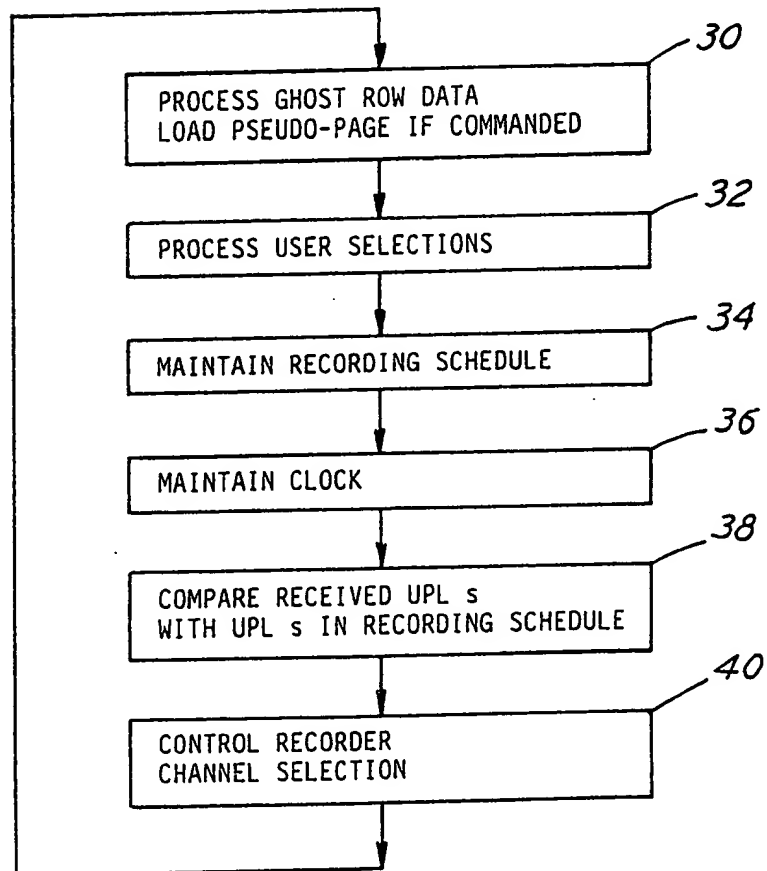 30
PROCESS GHOST ROW DATA
LOAD PSEUDO-PAGE IF COMMANDED
32
PROCESS USER SELECTIONS
34
MAINTAIN RECORDING SCHEDULE
36
MAINTAIN CLOCK
38
COMPARE RECEIVED UPL s
WITH UPL s IN RECORDING SCHEDULE
40
CONTROL RECORDER
CHANNEL SELECTION